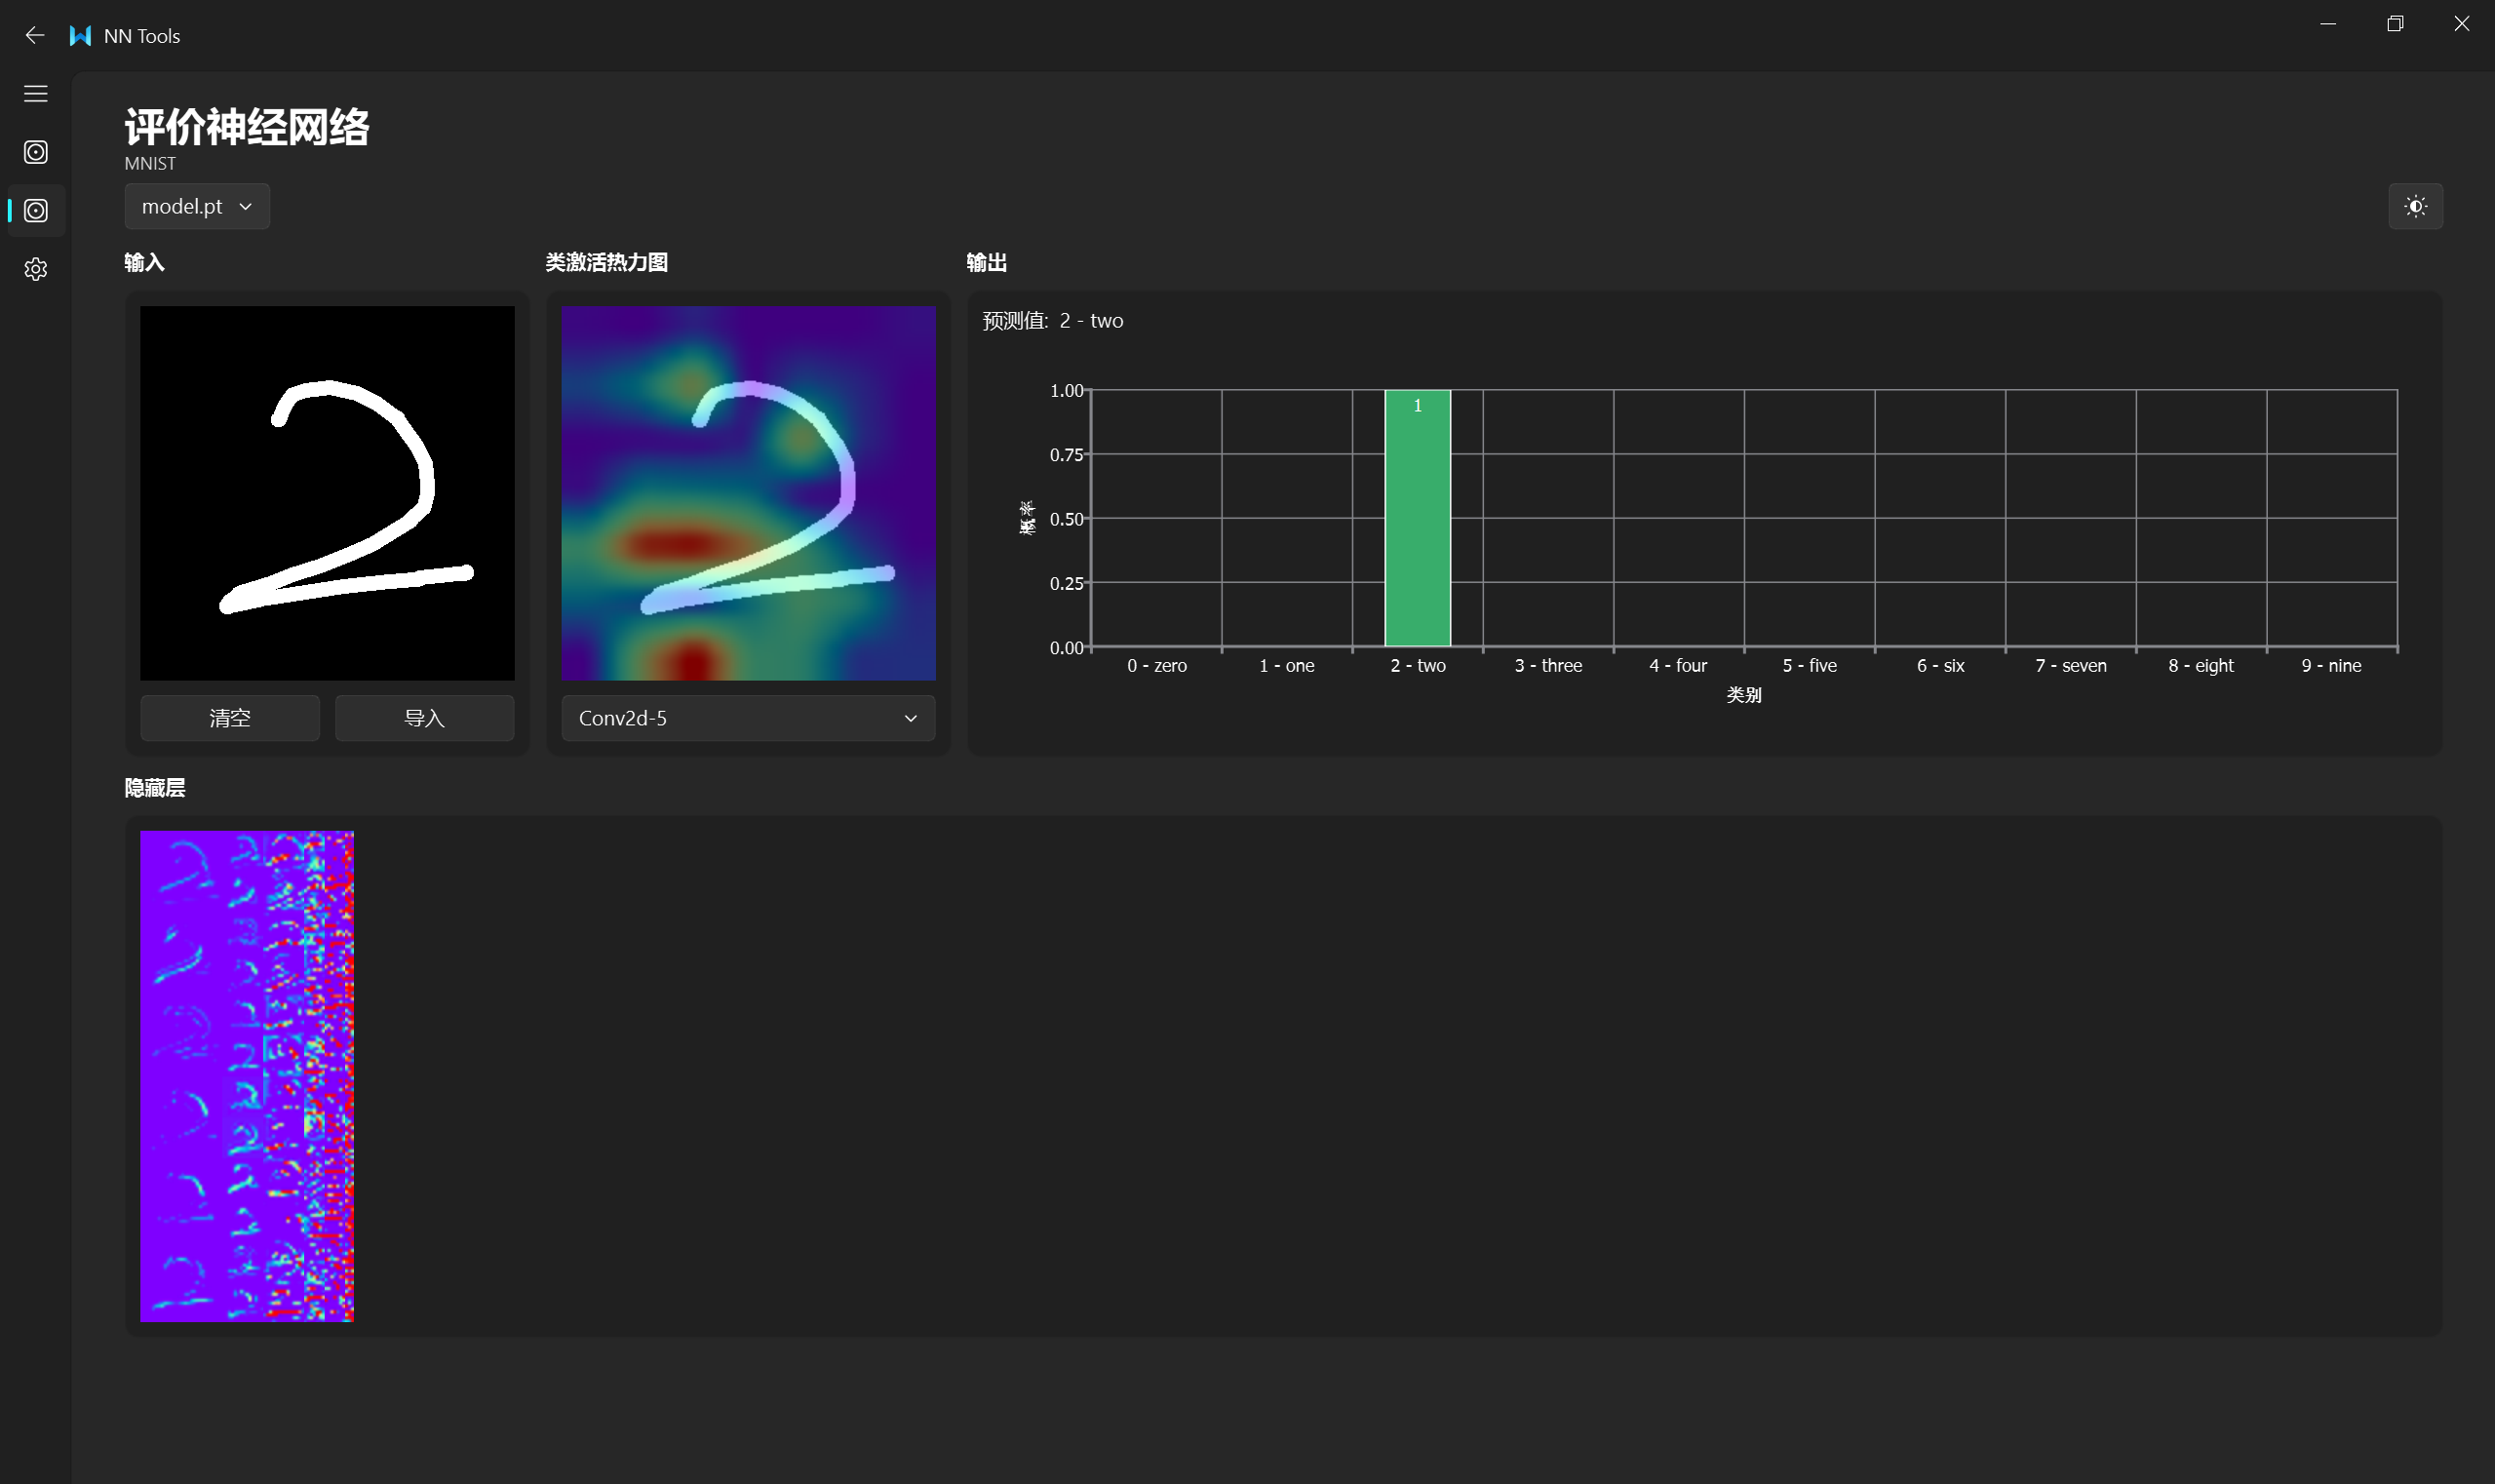 NN Tools
评价神经网络
MNIST
model.pt
输入
类激活热力图
输出
2
2
预测值: 2 - two
1.00
0.75
0.50
0.25
0.00
概率
1
0 - zero
1 - one
2 - two
3 - three
4 - four
5 - five
6 - six
7 - seven
8 - eight
9 - nine
类别
清空
导入
Conv2d-5
隐藏层